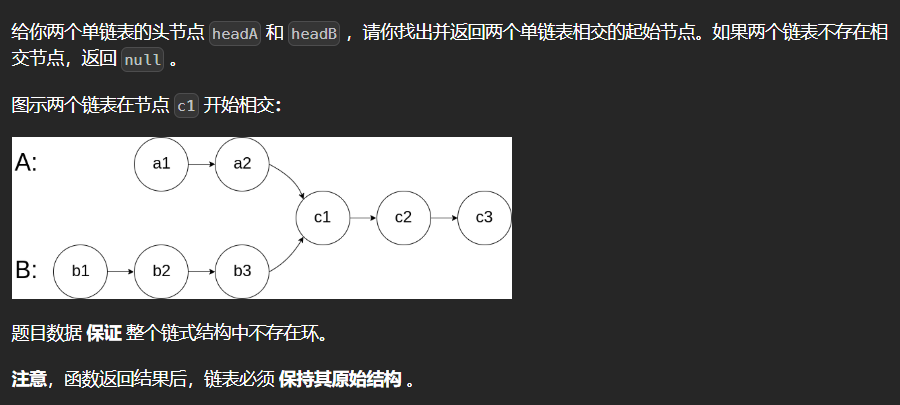 给你两个单链表的头节点 headA 和 headB ，请你找出并返回两个单链表相交的起始节点。如果两个链表不存在相
交节点，返回 null 。
图示两个链表在节点 c1 开始相交：
A: a1 a2
c1 c2 c3
B: b1 b2 b3
题目数据 保证 整个链式结构中不存在环。
注意，函数返回结果后，链表必须 保持其原始结构 。